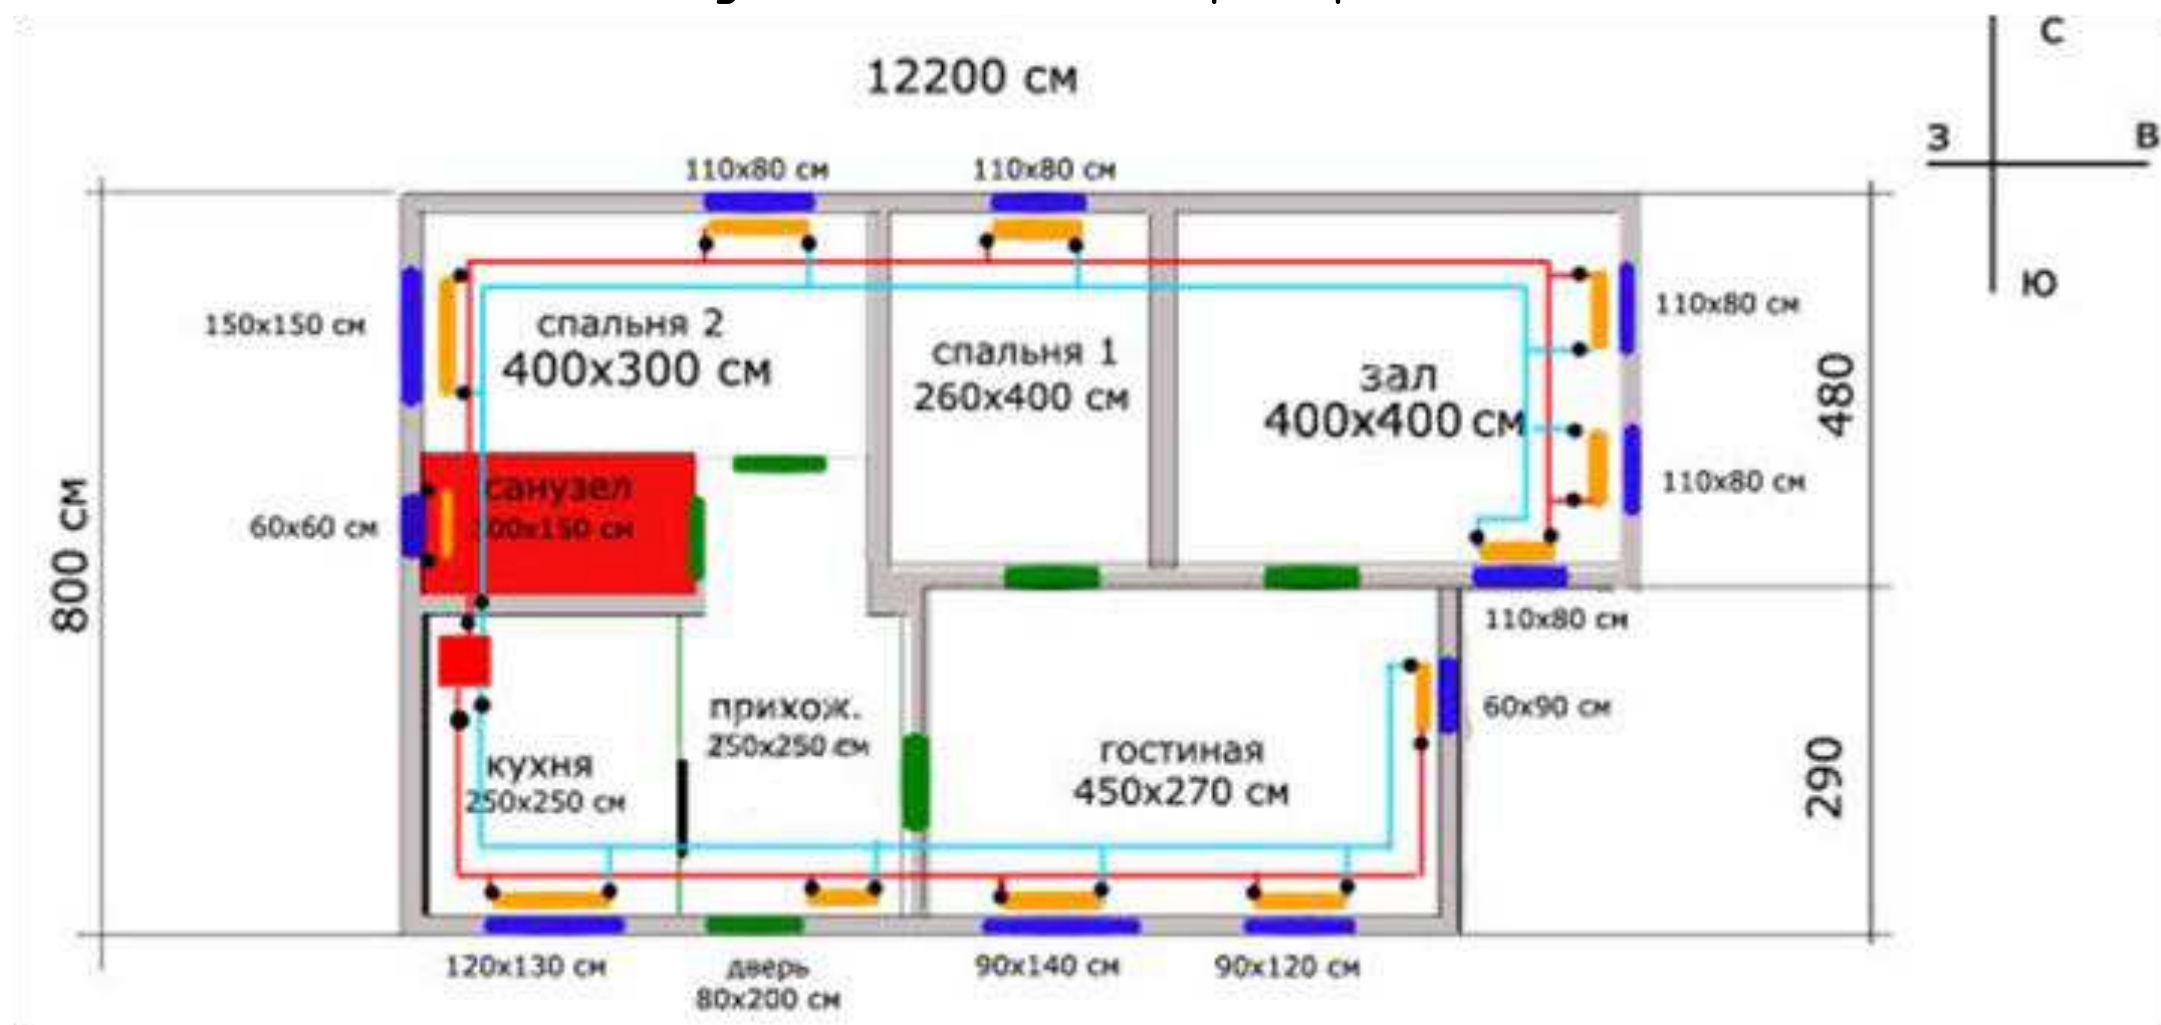 12200 см
С
З
В
Ю
110x80 см
110x80 см
150x150 см
спальня 2
400x300 см
спальня 1
260x400 см
зал
400x400 см
110x80 см
480
110x80 см
800 см
60x60 см
санузел
x150 см
110x80 см
прихож.
250x250 см
кухня
250x250 см
гостиная
450x270 см
60x90 см
290
120x130 см
дверь
80x200 см
90x140 см
90x120 см